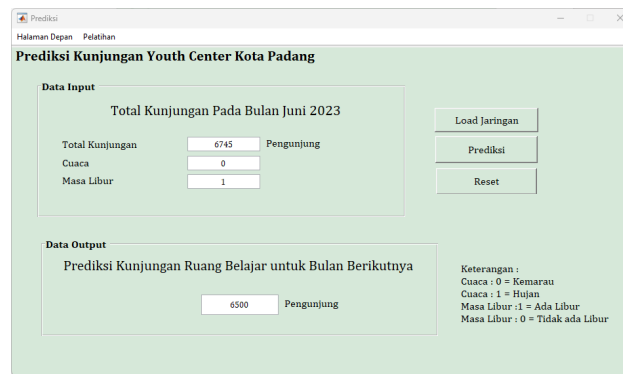 Prediksi
Halaman Depan Pelatihan
Prediksi Kunjungan Youth Center Kota Padang
Data Input
Total Kunjungan Pada Bulan Juni 2023
Total Kunjungan 6745 Pengunjung
Cuaca 0
Masa Libur 1
Load Jaringan
Prediksi
Reset
Data Output
Prediksi Kunjungan Ruang Belajar untuk Bulan Berikutnya
6500 Pengunjung
Keterangan :
Cuaca : 0 = Kemarau
Cuaca : 1 = Hujan
Masa Libur :1 = Ada Libur
Masa Libur : 0 = Tidak ada Libur